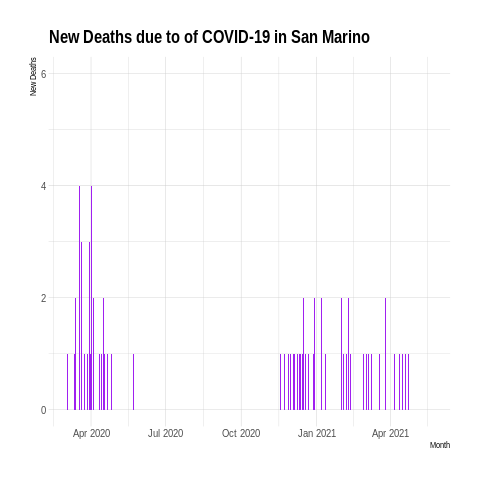 New Deaths due to of COVID-19 in San Marino
New Deaths
6
4
2
0
Apr 2020 Jul 2020 Oct 2020 Jan 2021 Apr 2021
Month